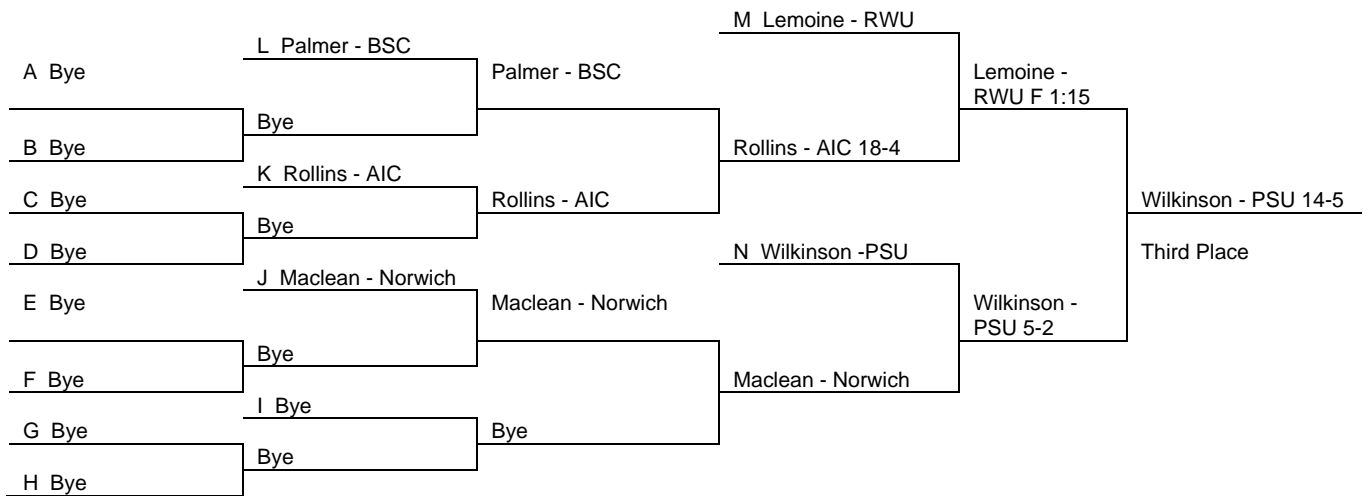 M Lemoine - RWU
L Palmer - BSC
A Bye
Palmer - BSC
Lemoine -
RWU F 1:15
Bye
B Bye
Rollins - AIC 18-4
K Rollins - AIC
C Bye
Rollins - AIC
Wilkinson - PSU 14-5
Bye
D Bye
N Wilkinson -PSU
Third Place
J Maclean - Norwich
E Bye
Maclean - Norwich
Wilkinson -
PSU 5-2
Bye
F Bye
Maclean - Norwich
I Bye
G Bye
Bye
Bye
H Bye